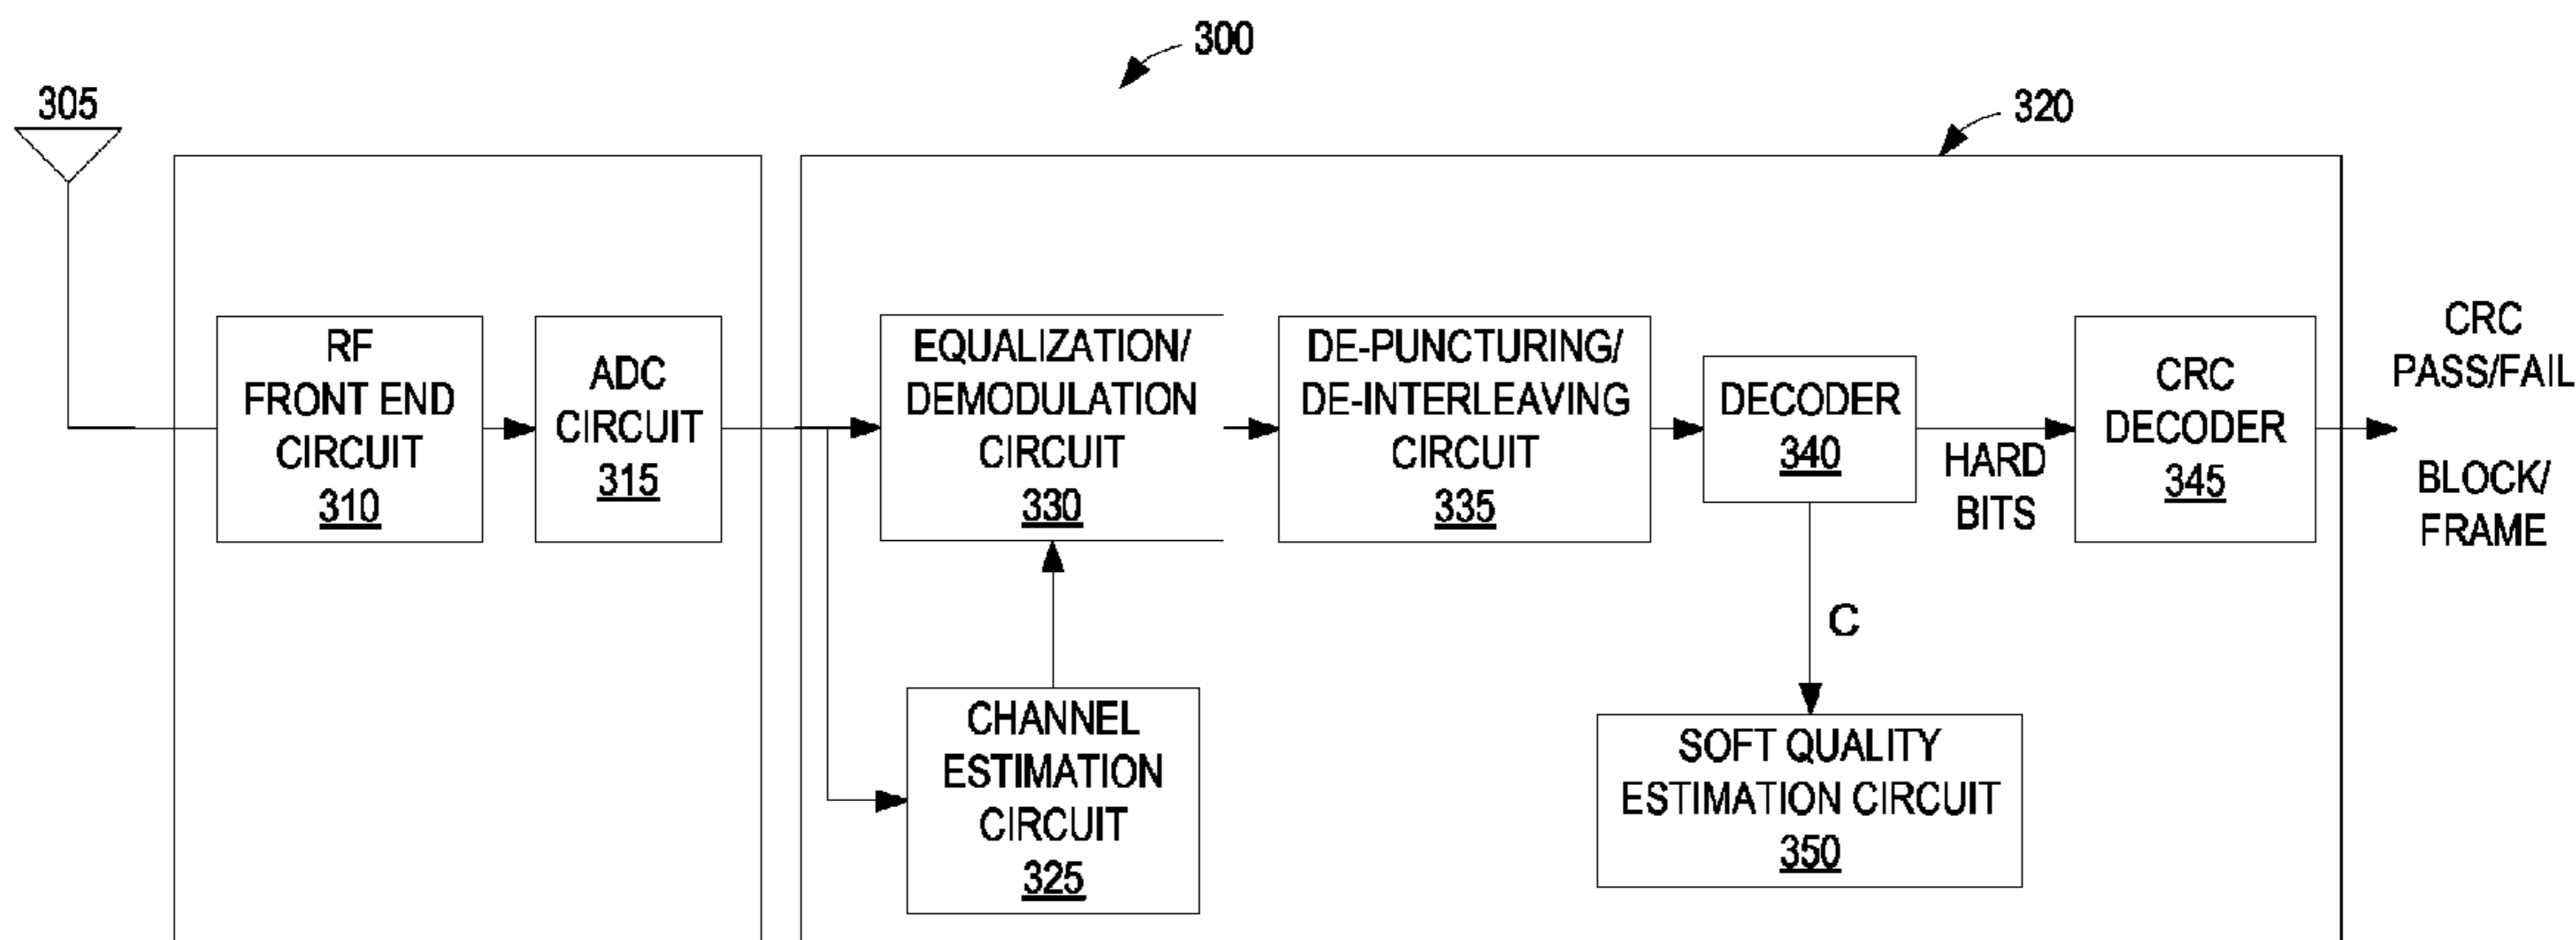 300
305
320
RF
FRONT END
CIRCUIT
310
ADC
CIRCUIT
315
EQUALIZATION/
DEMODULATION
CIRCUIT
330
DE-PUNCTURING/
DE-INTERLEAVING
CIRCUIT
335
DECODER
340
HARD
BITS
CRC
DECODER
345
CRC
PASS/FAIL
BLOCK/
FRAME
C
CHANNEL
ESTIMATION
CIRCUIT
325
SOFT QUALITY
ESTIMATION CIRCUIT
350